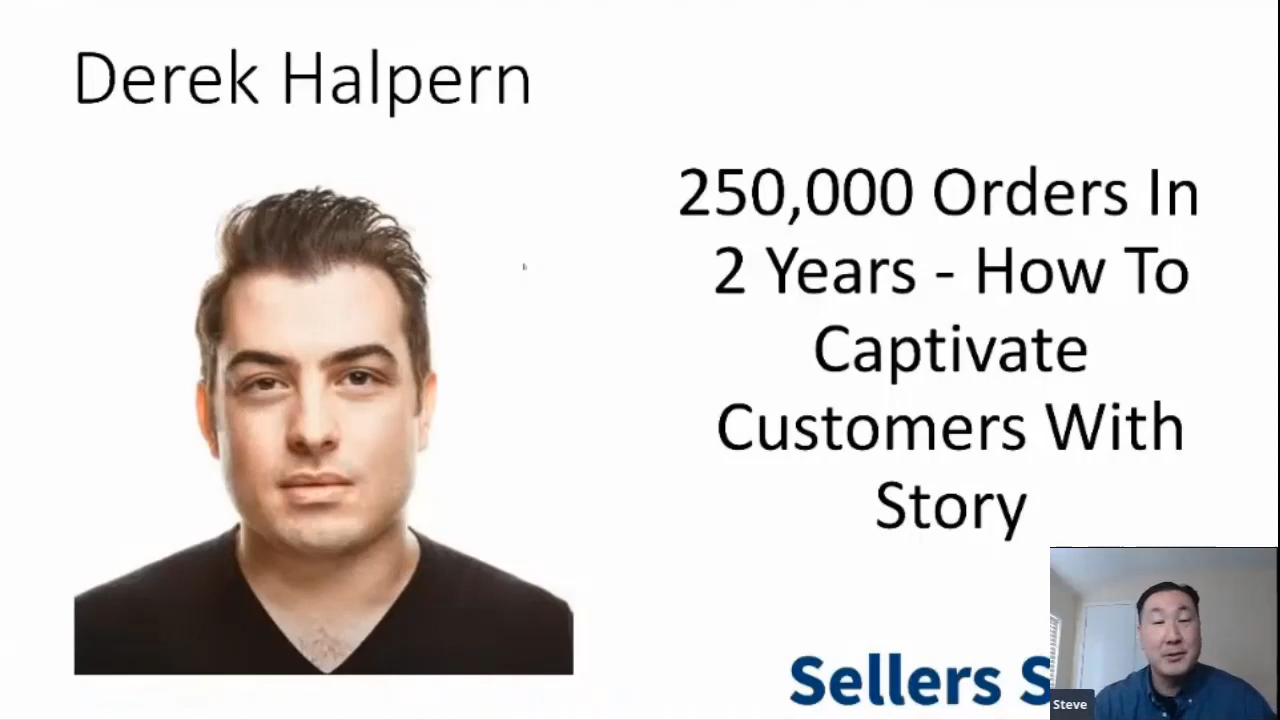 Derek Halpern
250,000 Orders In
2 Years - How To
Captivate
Customers With
Story
Sellers S
Steve